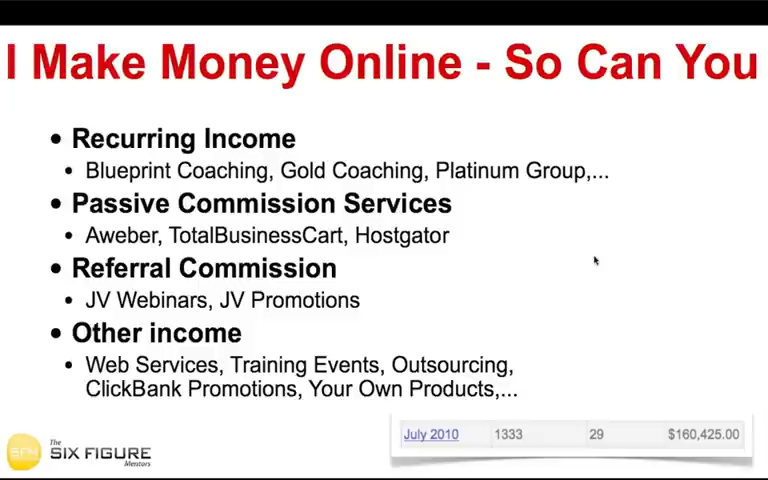 I Make Money Online - So Can You
• Recurring Income
• Blueprint Coaching, Gold Coaching, Platinum Group,...
• Passive Commission Services
• Aweber, TotalBusinessCart, Hostgator
• Referral Commission
• JV Webinars, JV Promotions
• Other income
• Web Services, Training Events, Outsourcing,
ClickBank Promotions, Your Own Products,...
July 2010 1333 29 $160,425.00
SFM
The
SIX FIGURE
Mentors